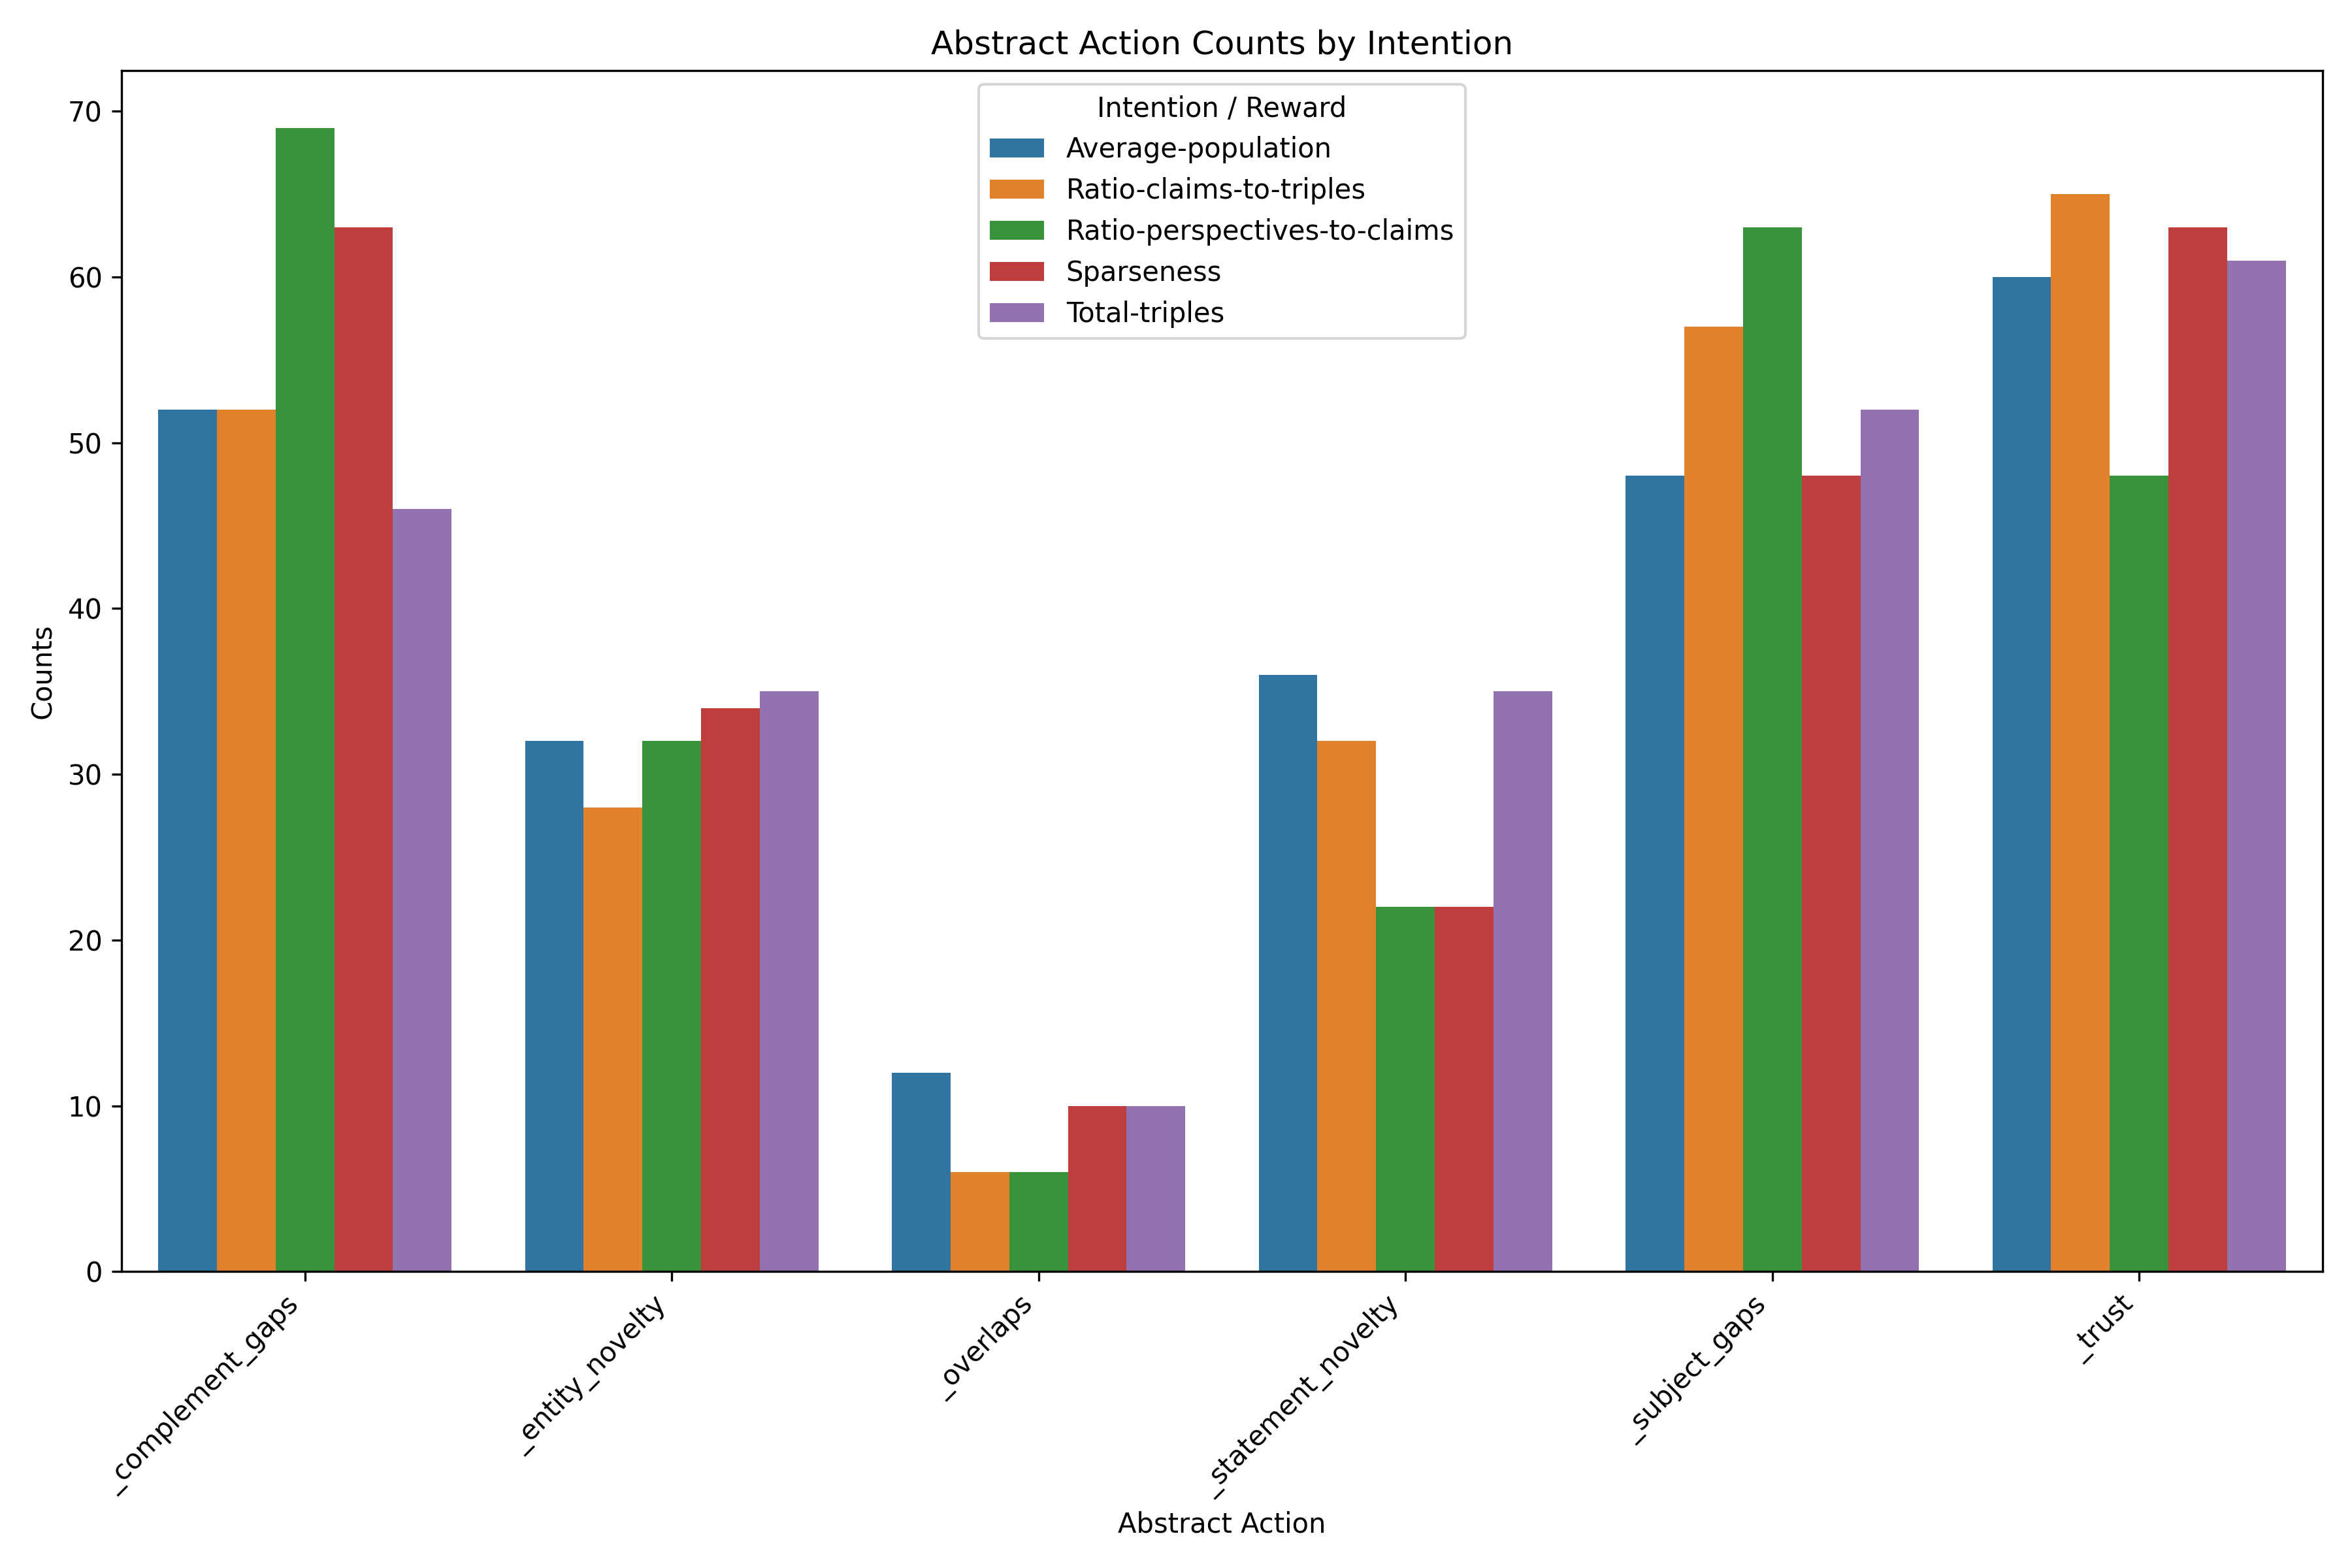 Abstract Action Counts by Intention
Intention / Reward
Average-population
Ratio-claims-to-triples
Ratio-perspectives-to-claims
Sparseness
Total-triples
Counts
70
60
50
40
30
20
10
0
_complement_gaps
_entity_novelty
_overlaps
_statement_novelty
_subject_gaps
_trust
Abstract Action